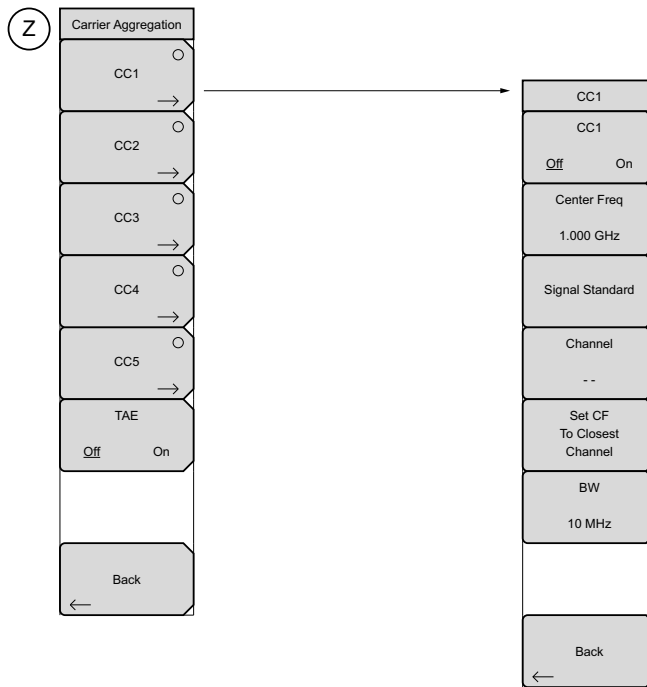 Z
Carrier Aggregation
CC1
CC2
CC3
CC4
CC5
TAE
Off On
Back
CC1
CC1
Off On
Center Freq
1.000 GHz
Signal Standard
Channel
- -
Set CF
To Closest
Channel
BW
10 MHz
Back